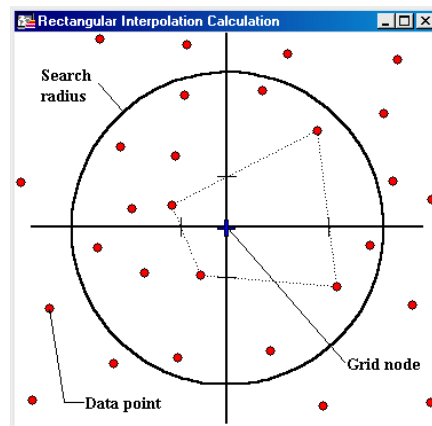 Rectangular Interpolation Calculation
Search
radius
Grid node
Data point